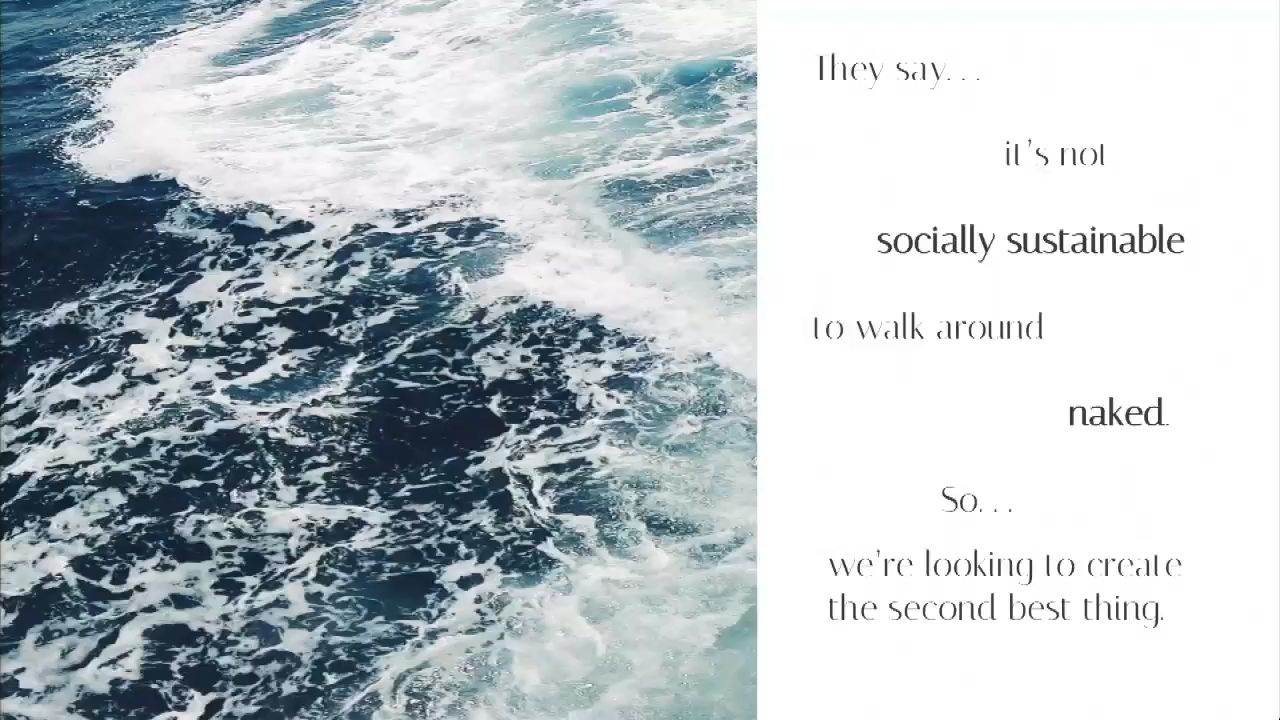 They say...
it's not
socially sustainable
to walk around
naked.
So...
we're looking to create
the second best thing.